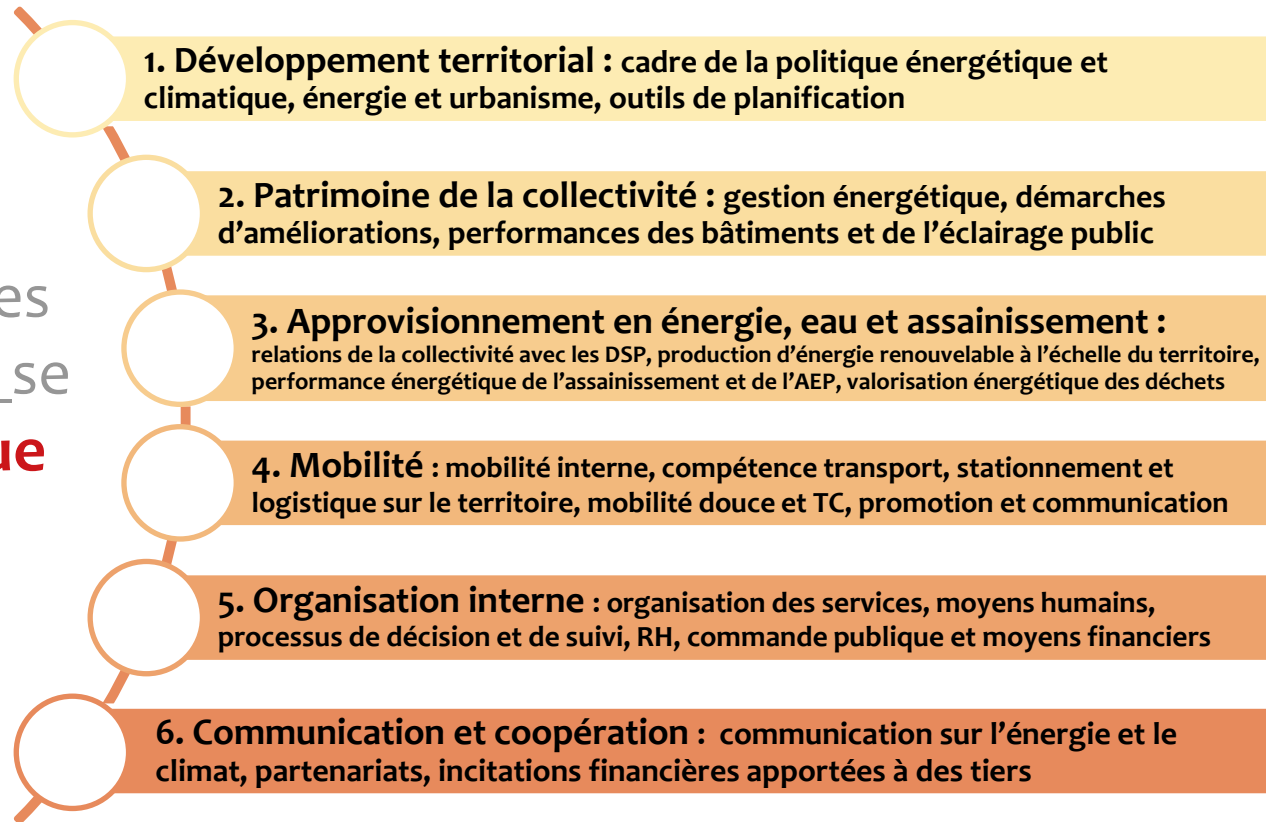 1. Développement territorial : cadre de la politique énergétique et
climatique, énergie et urbanisme, outils de planification
2. Patrimoine de la collectivité : gestion énergétique, démarches
d’améliorations, performances des bâtiments et de l’éclairage public
es
_se
ue
3. Approvisionnement en énergie, eau et assainissement :
relations de la collectivité avec les DSP, production d’énergie renouvelable à l’échelle du territoire,
performance énergétique de l’assainissement et de l’AEP, valorisation énergétique des déchets
4. Mobilité : mobilité interne, compétence transport, stationnement et
logistique sur le territoire, mobilité douce et TC, promotion et communication
5. Organisation interne : organisation des services, moyens humains,
processus de décision et de suivi, RH, commande publique et moyens financiers
6. Communication et coopération : communication sur l’énergie et le
climat, partenariats, incitations financières apportées à des tiers